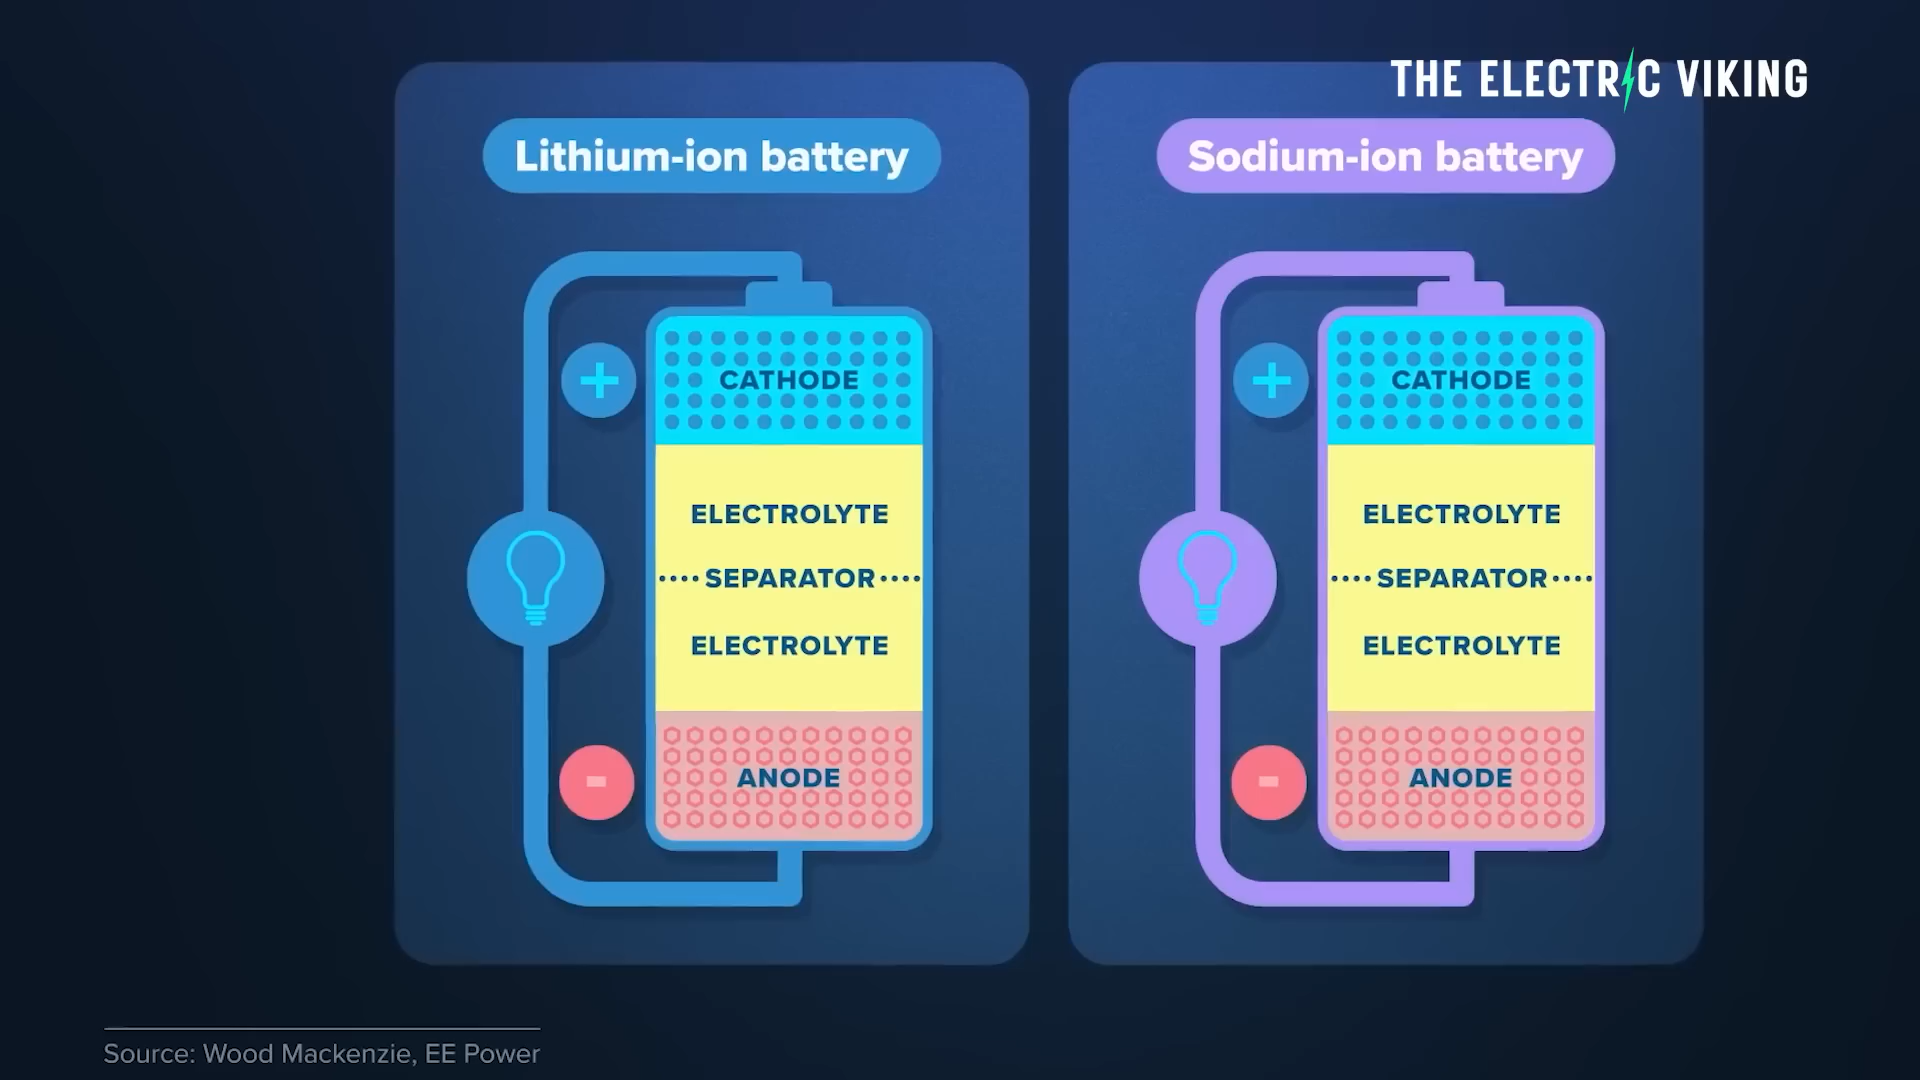 THE ELECTRIC VIKING
Lithium-ion battery
+
CATHODE
ELECTROLYTE
SEPARATOR
ELECTROLYTE
-
ANODE
Sodium-ion battery
+
CATHODE
ELECTROLYTE
SEPARATOR
ELECTROLYTE
-
ANODE
Source: Wood Mackenzie, EE Power